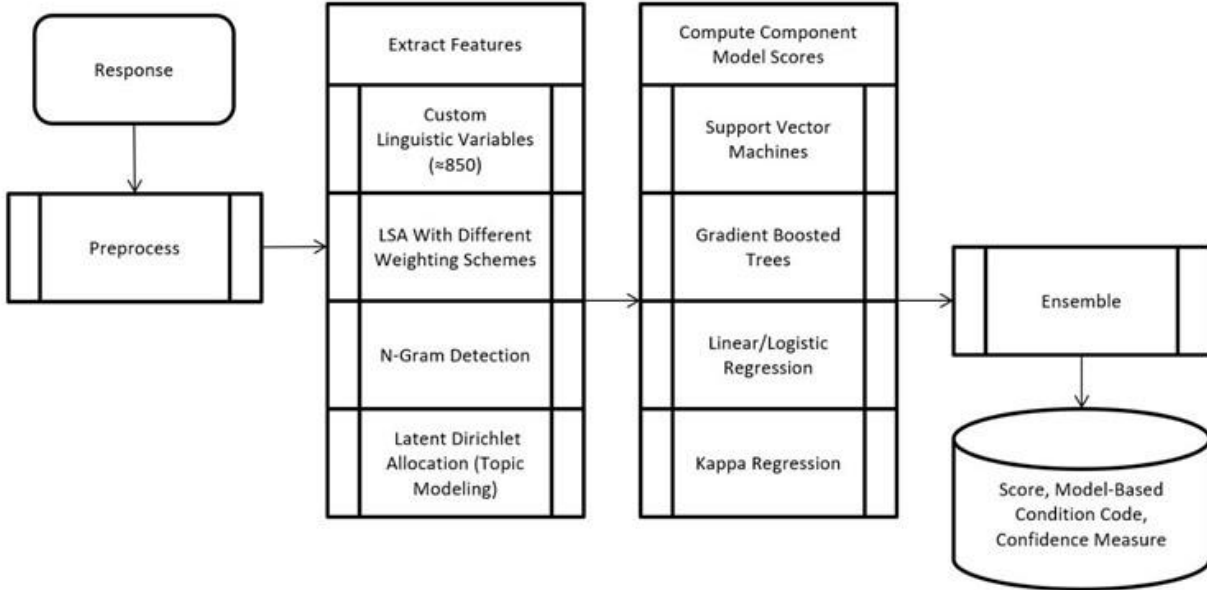 Response
Preprocess
Extract Features
Custom
Linguistic Variables
(≈850)
LSA With Different
Weighting Schemes
N-Gram Detection
Latent Dirichlet
Allocation (Topic
Modeling)
Compute Component
Model Scores
Support Vector
Machines
Gradient Boosted
Trees
Linear/Logistic
Regression
Kappa Regression
Ensemble
Score, Model-Based
Condition Code,
Confidence Measure